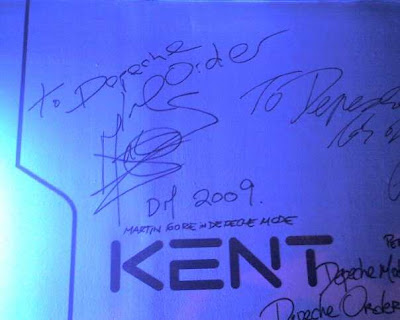 To Depeche
Order
DM 2009.
MARTIN GORE in DEPECHE MODE
KENT
To Depeche
Depeche Mode
Depeche Order